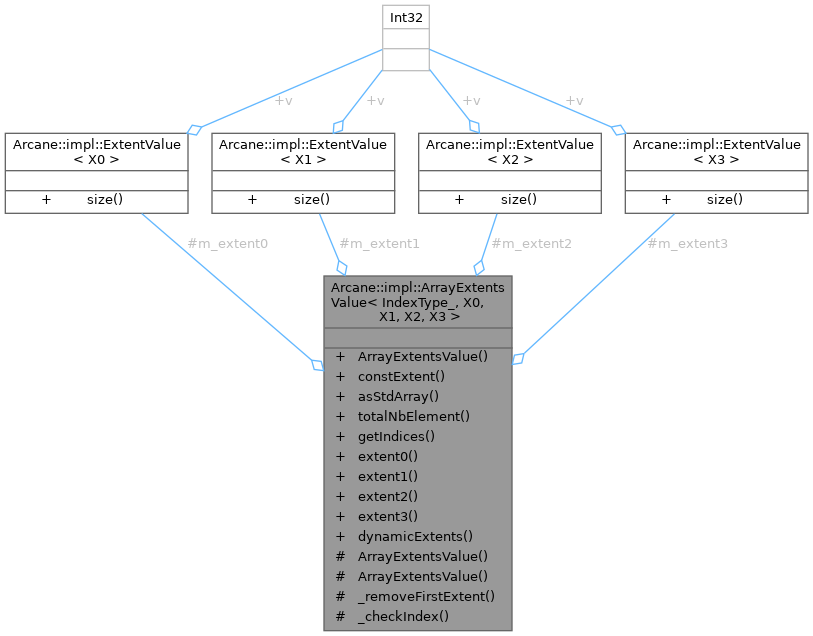 Int32
+v
+v
+v
+v
Arcane::impl::ExtentValue
< X0 >
+ size()
Arcane::impl::ExtentValue
< X1 >
+ size()
Arcane::impl::ExtentValue
< X2 >
+ size()
Arcane::impl::ExtentValue
< X3 >
+ size()
#m_extent0
#m_extent1
#m_extent2
#m_extent3
Arcane::impl::ArrayExtents
Value< IndexType_, X0,
X1, X2, X3 >
+ ArrayExtentsValue()
+ constExtent()
+ asStdArray()
+ totalNbElement()
+ getIndices()
+ extent0()
+ extent1()
+ extent2()
+ extent3()
+ dynamicExtents()
# ArrayExtentsValue()
# ArrayExtentsValue()
# _removeFirstExtent()
# _checkIndex()